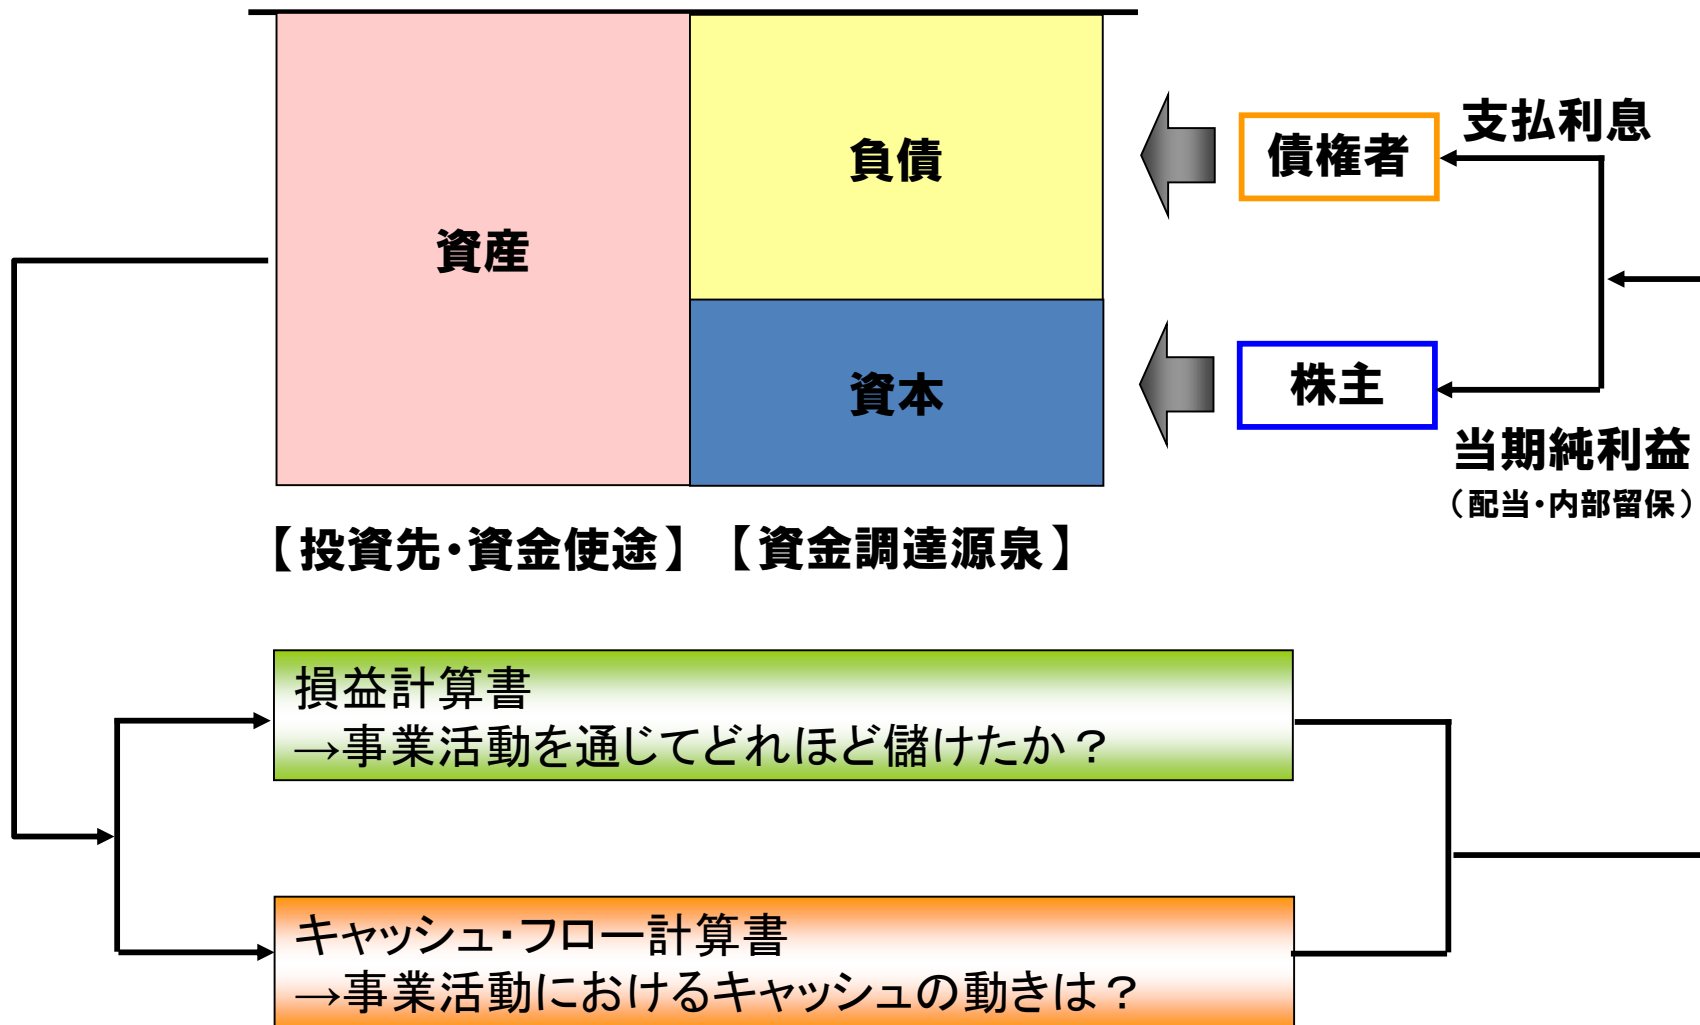 支払利息
債権者
負債
資産
株主
資本
当期純利益
（配当・内部留保）
【投資先・資金使途】 【資金調達源泉】
損益計算書
→事業活動を通じてどれほど儲けたか？
キャッシュ・フロー計算書
→事業活動におけるキャッシュの動きは？